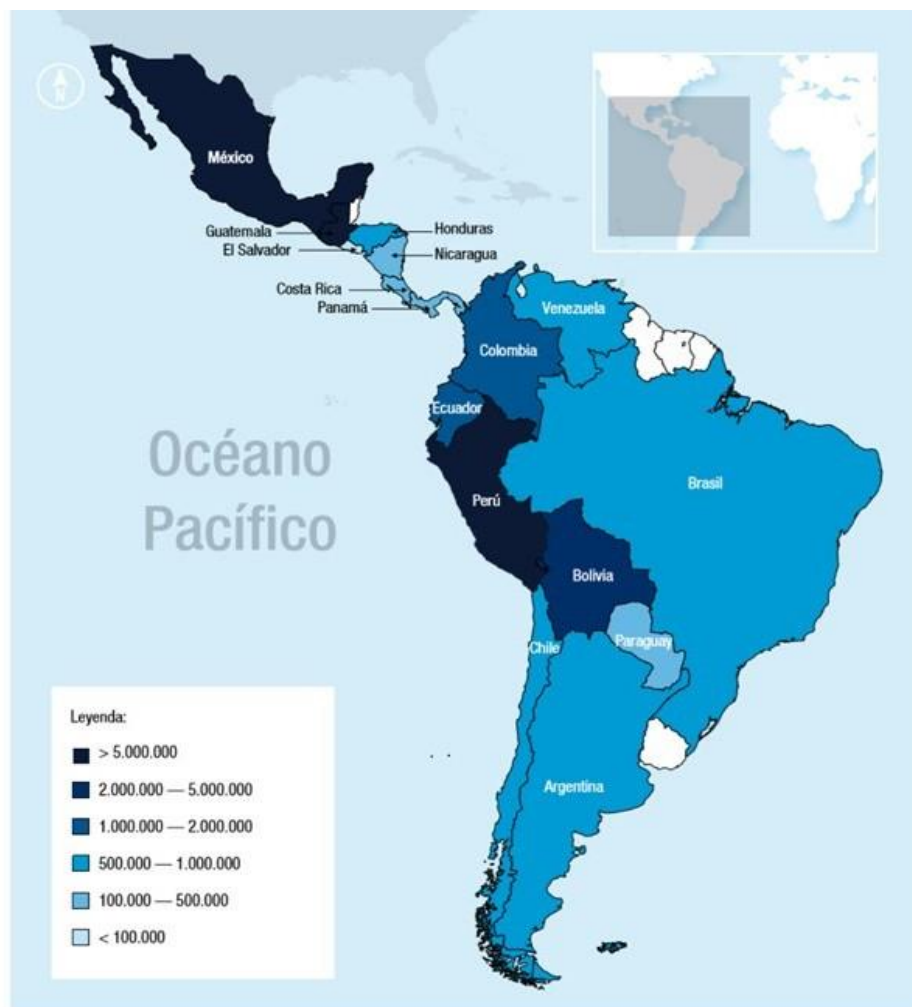 N
México
Guatemala
Honduras
El Salvador
Nicaragua
Costa Rica
Panamá
Venezuela
Colombia
Ecuador
Océano
Pacífico
Brasil
Perú
Bolivia
Paraguay
Chile
Argentina
Leyenda:
> 5.000.000
2.000.000 — 5.000.000
1.000.000 — 2.000.000
500.000 — 1.000.000
100.000 — 500.000
< 100.000